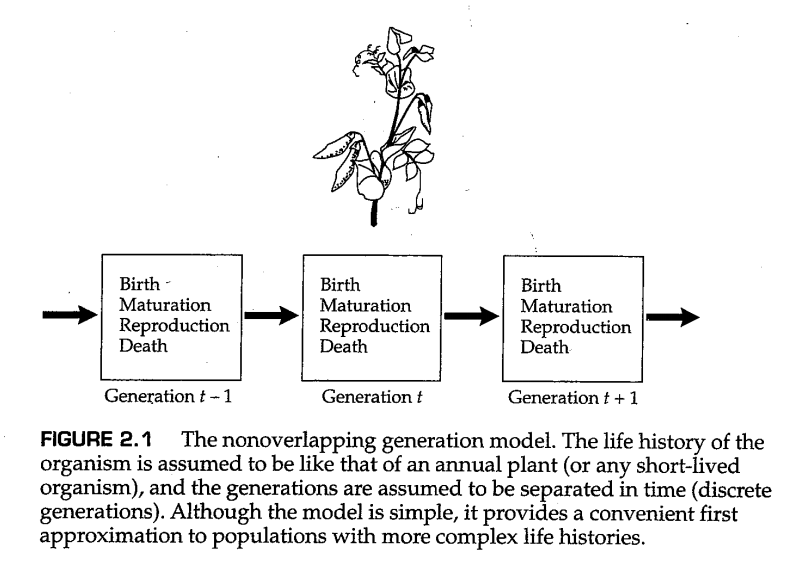 Birth
Maturation
Reproduction
Death
Generation t – 1
Birth
Maturation
Reproduction
Death
Generation t
Birth
Maturation
Reproduction
Death
Generation t + 1
FIGURE 2.1 The nonoverlapping generation model. The life history of the
organism is assumed to be like that of an annual plant (or any short-lived
organism), and the generations are assumed to be separated in time (discrete
generations). Although the model is simple, it provides a convenient first
approximation to populations with more complex life histories.